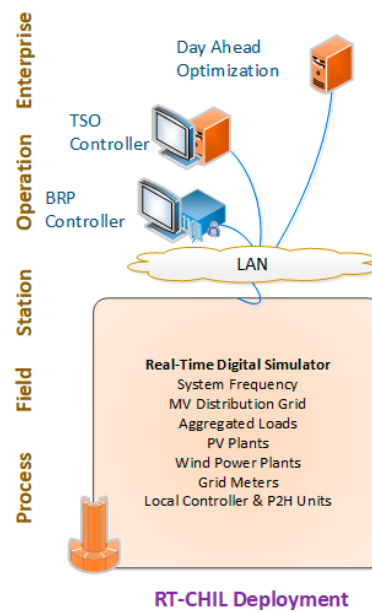 Enterprise
Day Ahead
Optimization
TSO
Controller
Operation
BRP
Controller
LAN
Station
Real-Time Digital Simulator
System Frequency
MV Distribution Grid
Aggregated Loads
PV Plants
Wind Power Plants
Grid Meters
Local Controller & P2H Units
Field
Process
RT-CHIL Deployment